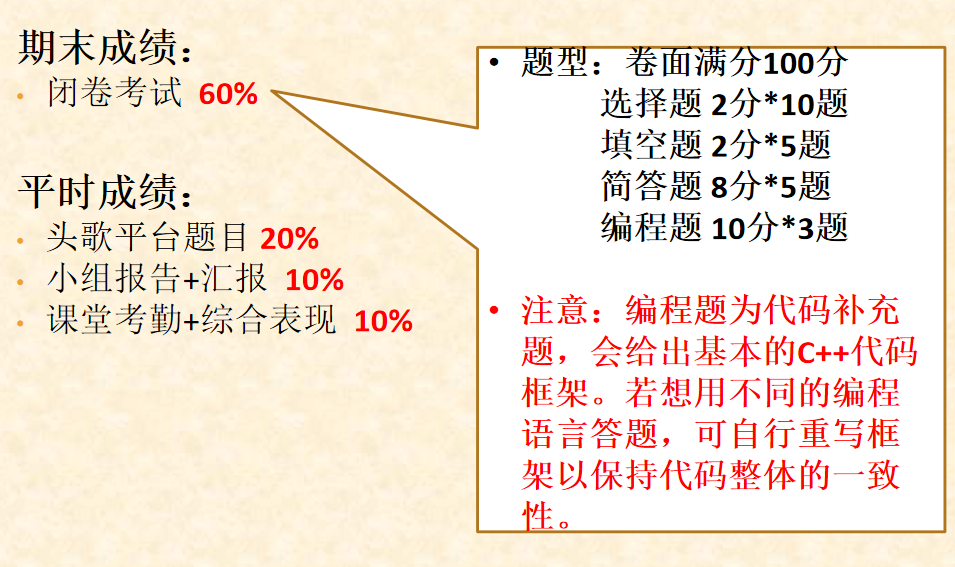 期末成绩：
• 闭卷考试 60%
平时成绩：
• 头歌平台题目 20%
• 小组报告+汇报 10%
• 课堂考勤+综合表现 10%
• 题型：卷面满分100分
选择题 2分*10题
填空题 2分*5题
简答题 8分*5题
编程题 10分*3题
• 注意：编程题为代码补充
题，会给出基本的C++代码
框架。若想用不同的编程
语言答题，可自行重写框
架以保持代码整体的一致
性。